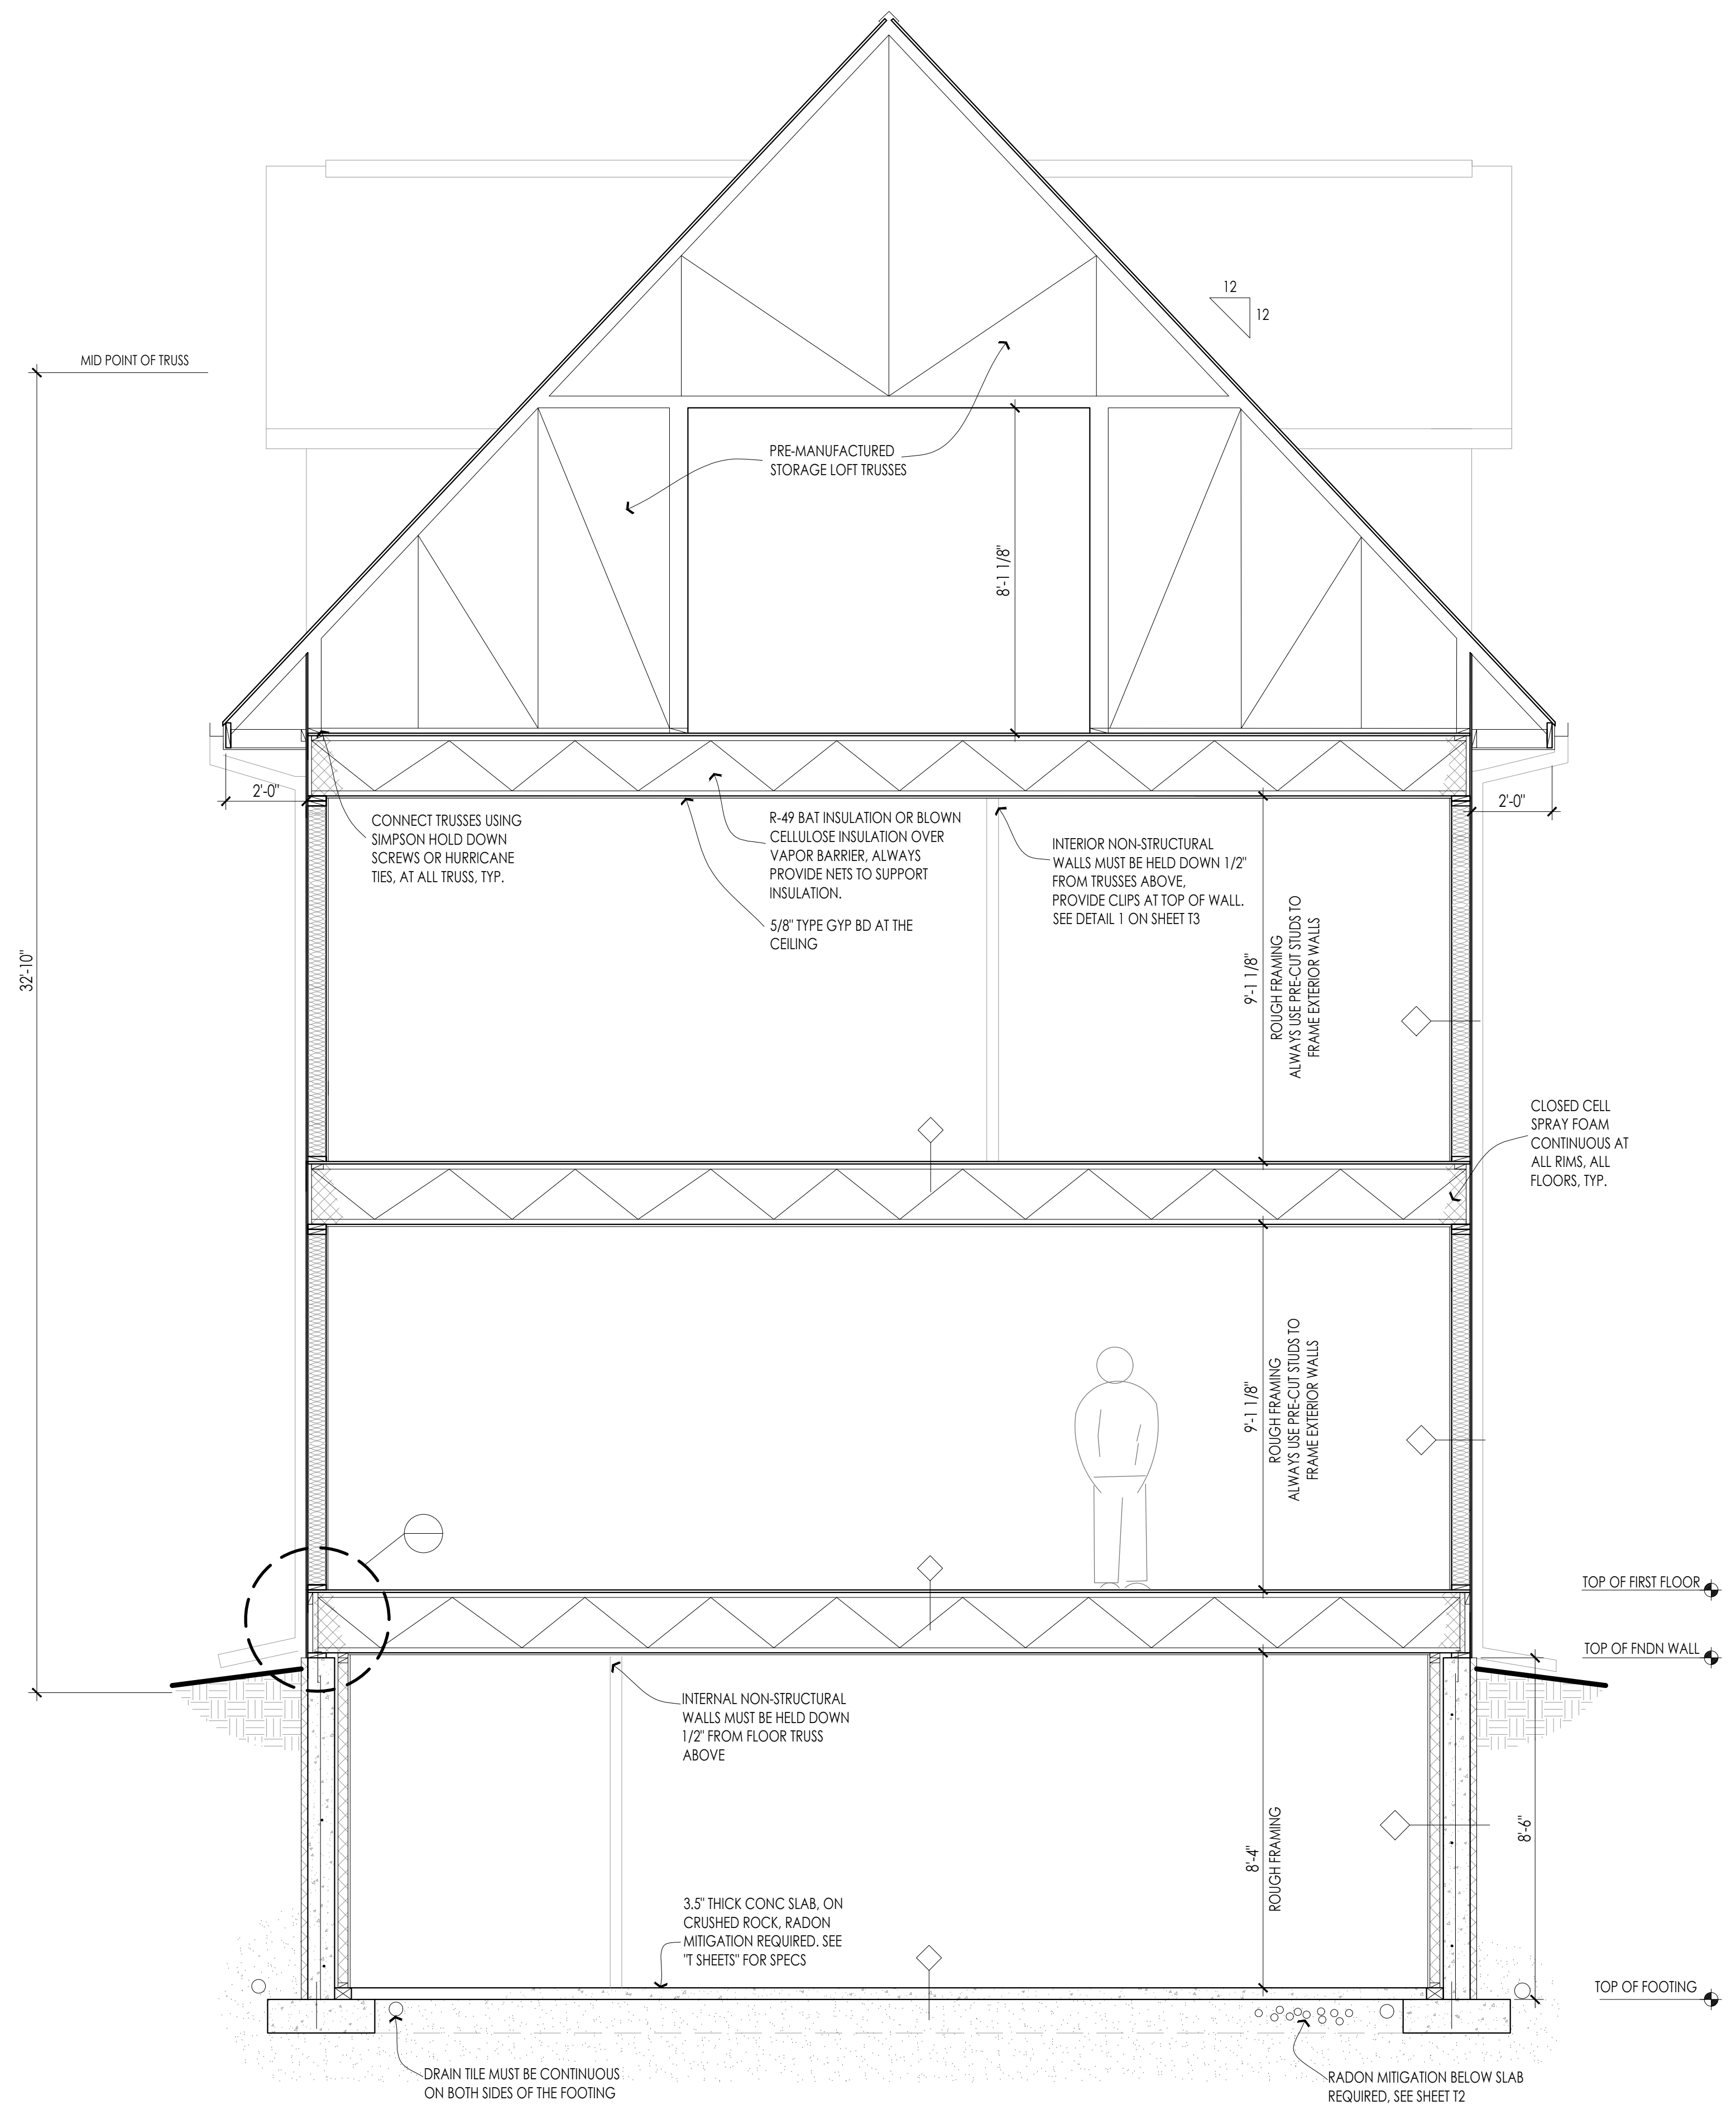 12
12
MID POINT OF TRUSS
PRE-MANUFACTURED
STORAGE LOFT TRUSSES
8'-1 1/8"
2'-0"
2'-0"
CONNECT TRUSSES USING
SIMPSON HOLD DOWN
SCREWS OR HURRICANE
TIES, AT ALL TRUSS, TYP.
R-49 BAT INSULATION OR BLOWN
CELLULOSE INSULATION OVER
VAPOR BARRIER, ALWAYS
PROVIDE NETS TO SUPPORT
INSULATION.
5/8" TYPE GYP BD AT THE
CEILING
INTERIOR NON-STRUCTURAL
WALLS MUST BE HELD DOWN 1/2"
FROM TRUSSES ABOVE,
PROVIDE CLIPS AT TOP OF WALL.
SEE DETAIL 1 ON SHEET T3
9'-1 1/8"
ROUGH FRAMING
ALWAYS USE PRE-CUT STUDS TO
FRAME EXTERIOR WALLS
32'-10"
CLOSED CELL
SPRAY FOAM
CONTINUOUS AT
ALL RIMS, ALL
FLOORS, TYP.
9'-1 1/8"
ROUGH FRAMING
ALWAYS USE PRE-CUT STUDS TO
FRAME EXTERIOR WALLS
TOP OF FIRST FLOOR
TOP OF FNDN WALL
INTERNAL NON-STRUCTURAL
WALLS MUST BE HELD DOWN
1/2" FROM FLOOR TRUSS
ABOVE
8'-4"
ROUGH FRAMING
8'-6"
3.5" THICK CONC SLAB, ON
CRUSHED ROCK, RADON
MITIGATION REQUIRED. SEE
"T SHEETS" FOR SPECS
TOP OF FOOTING
DRAIN TILE MUST BE CONTINUOUS
ON BOTH SIDES OF THE FOOTING
RADON MITIGATION BELOW SLAB
REQUIRED, SEE SHEET T2